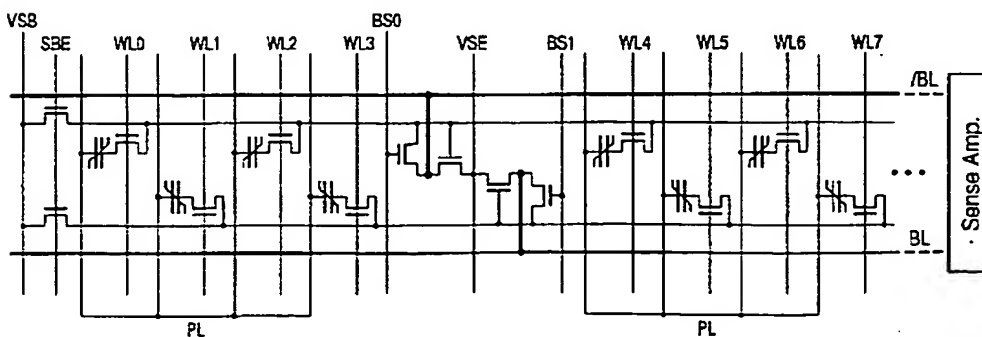 VSB
BS0
SBE WL0 WL1 WL2 WL3 VSE BS1 WL4 WL5 WL6 WL7
/BL
BL
PL PL
Sense Amp.